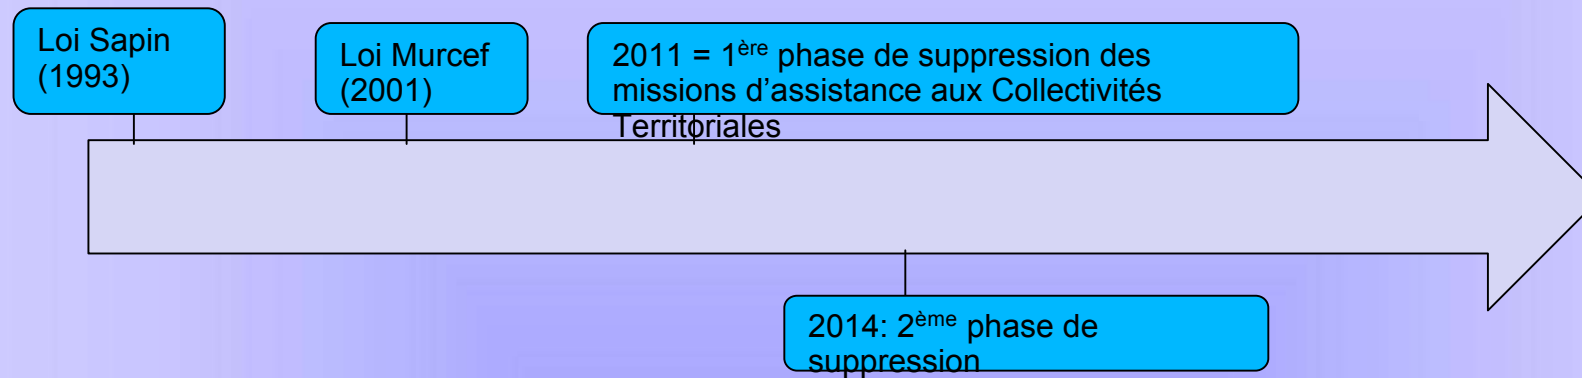 Loi Sapin
(1993)
Loi Murcef
(2001)
2011 = 1ère phase de suppression des
missions d’assistance aux Collectivités
Territoriales
2014: 2ème phase de
suppression